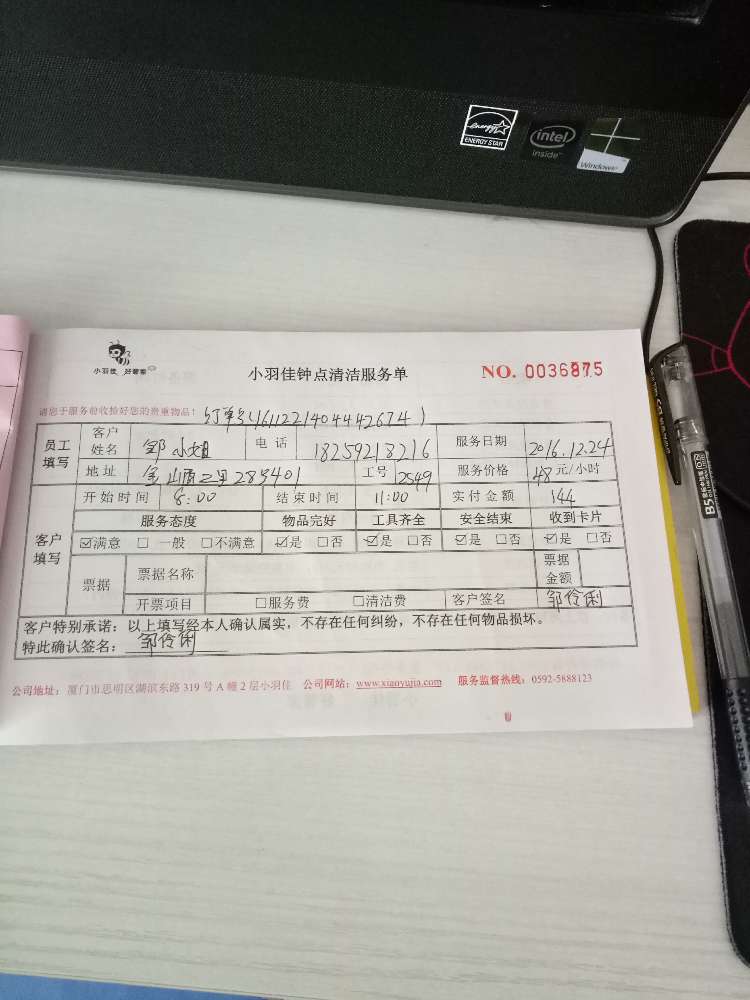 ENERGY STAR
intel inside
Windows
小羽佳 好管家
小羽佳钟点清洁服务单
NO. 0036875
请您于服务前收拾好您的贵重物品!
订单号1612214044426741
员工填写 客户姓名 邹小姐 电话 18259218216 服务日期 2016.12.24
地址 金山西二里28号401 工号 2549 服务价格 48元/小时
客户填写 开始时间 8:00 结束时间 11:00 实付金额 144
服务态度 物品完好 工具齐全 安全结束 收到卡片
☑满意 □一般 □不满意 ☑是 □否 ☑是 □否 ☑是 □否 ☑是 □否
票据 票据名称 票据金额
开票项目 □服务费 □清洁费 客户签名 邹伶俐
客户特别承诺:以上填写经本人确认属实,不存在任何纠纷,不存在任何物品损坏。
特此确认签名:邹伶俐
公司地址:厦门市思明区湖滨东路319号A幢2层小羽佳 公司网站:www.xiaoyujia.com 服务监督热线:0592-5888123